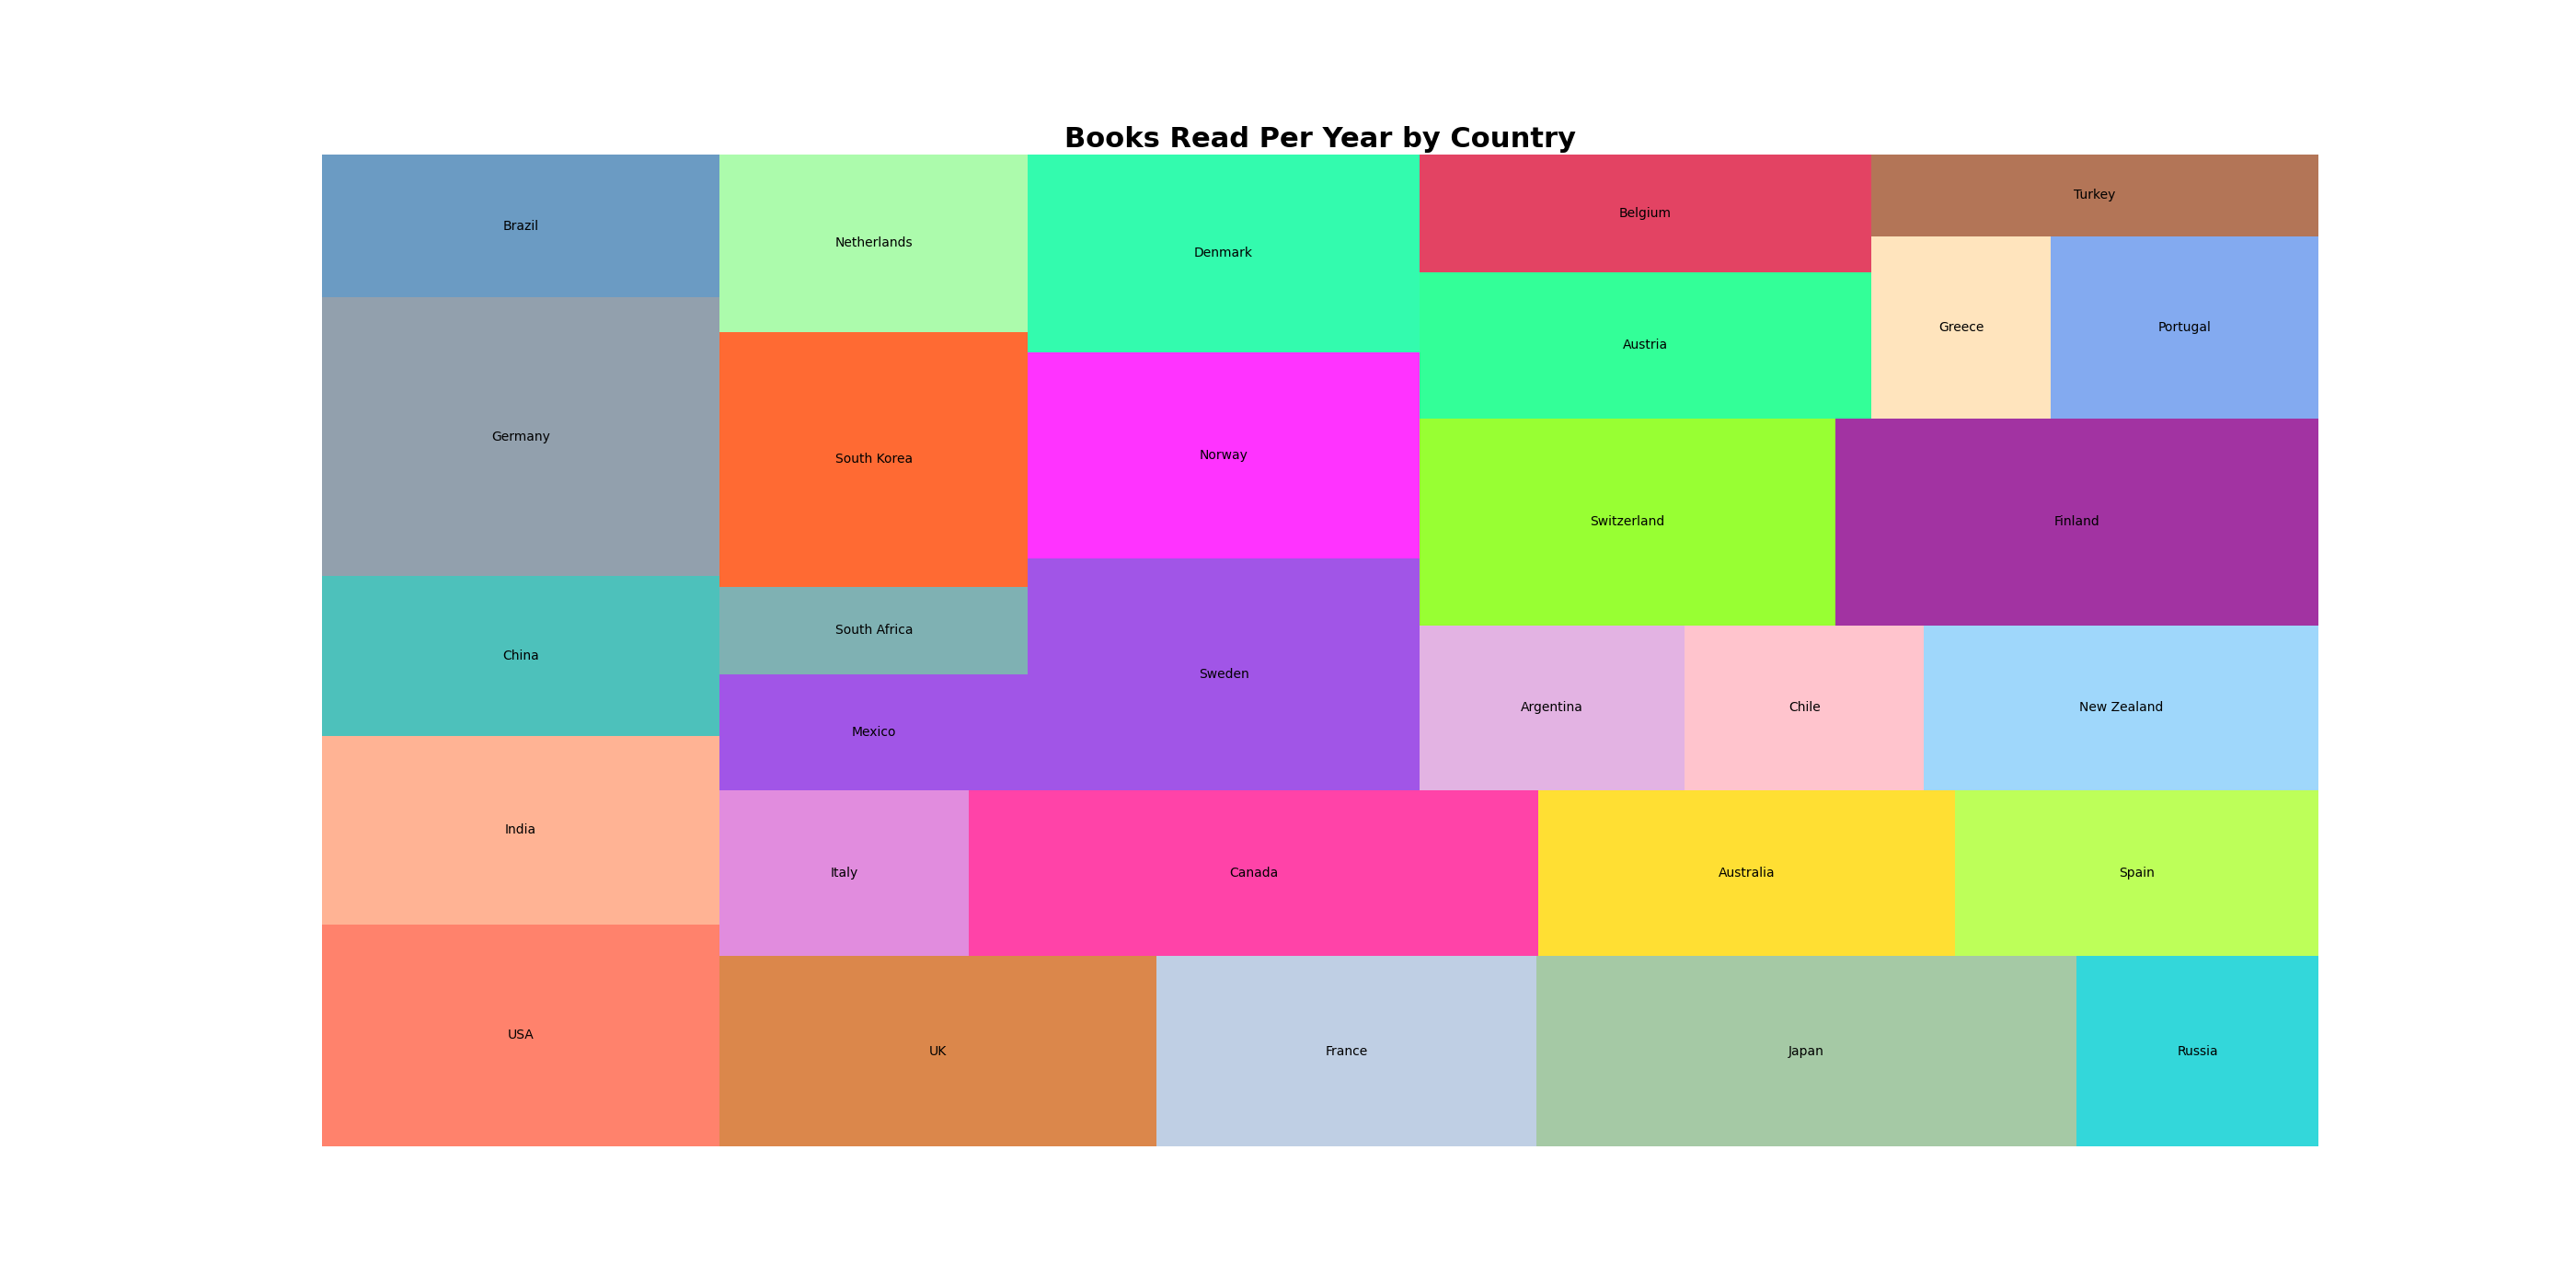 Books Read Per Year by Country
Brazil
Netherlands
Denmark
Belgium
Turkey
Germany
South Korea
Norway
Austria
Greece
Portugal
Switzerland
Finland
China
South Africa
Sweden
Argentina
Chile
New Zealand
Mexico
India
Italy
Canada
Australia
Spain
USA
UK
France
Japan
Russia